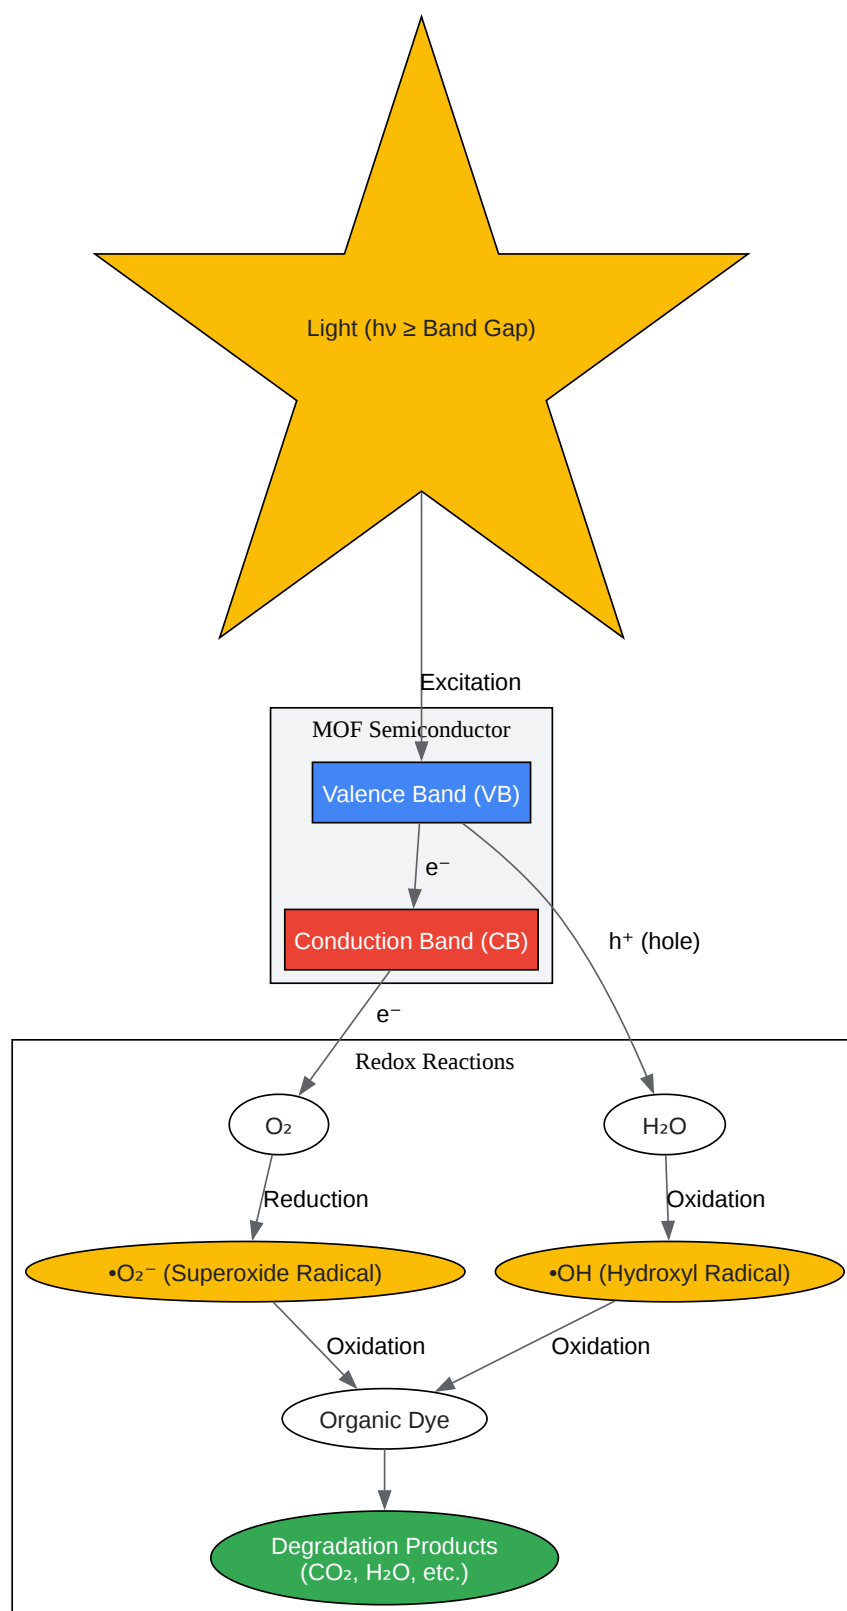 Light (hν ≥ Band Gap)
Excitation
MOF Semiconductor
Valence Band (VB)
e⁻
Conduction Band (CB)
h⁺ (hole)
e⁻
Redox Reactions
O₂
H₂O
Reduction
Oxidation
•O₂⁻ (Superoxide Radical)
•OH (Hydroxyl Radical)
Oxidation
Oxidation
Organic Dye
Degradation Products
(CO₂, H₂O, etc.)